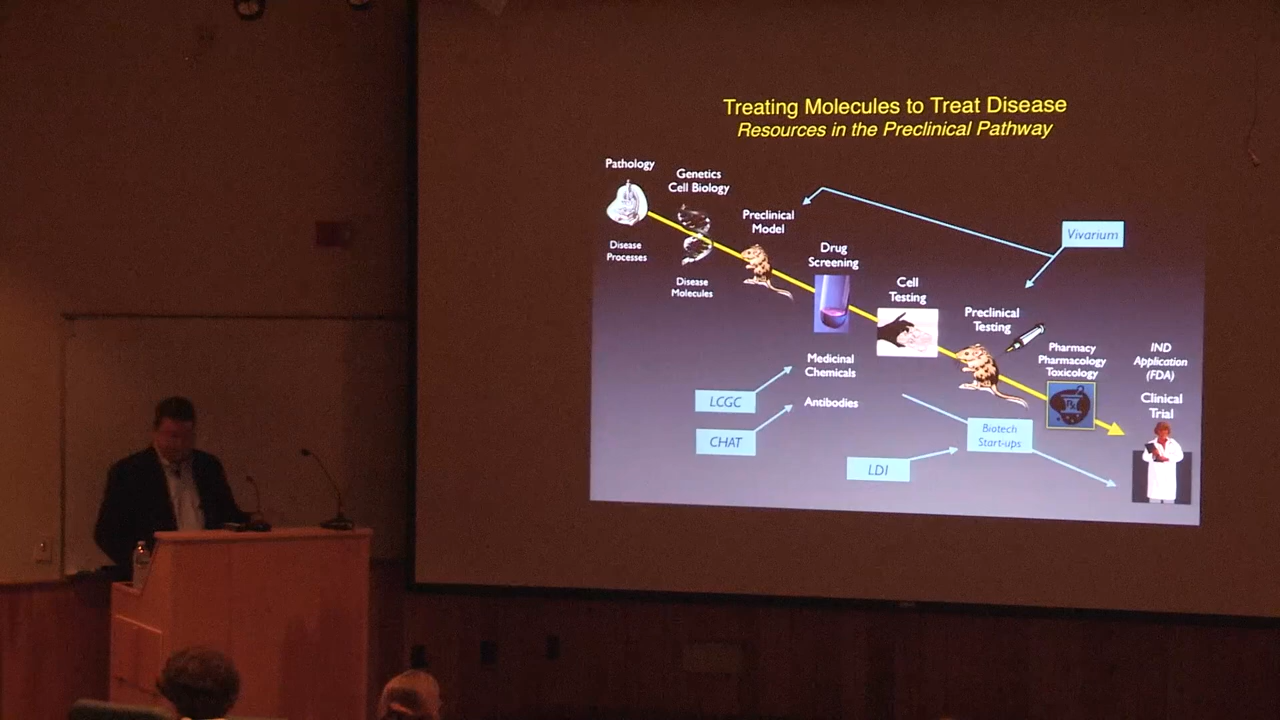 Treating Molecules to Treat Disease
Resources in the Preclinical Pathway
Pathology
Disease
Processes
Genetics
Cell Biology
Disease
Molecules
Preclinical
Model
Drug
Screening
Cell
Testing
Preclinical
Testing
Vivarium
Pharmacy
Pharmacology
Toxicology
Rx
IND
Application
(FDA)
Clinical
Trial
Medicinal
Chemicals
Antibodies
LCGC
CHAT
LDI
Biotech
Start-ups